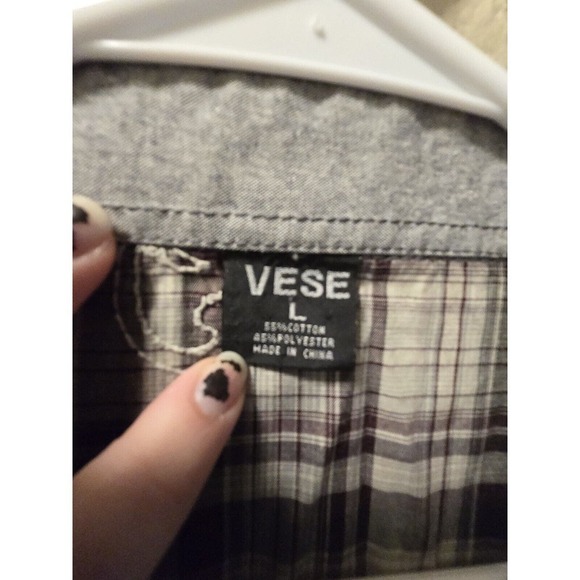 VESE
L
55%COTTON
45%POLYESTER
MADE IN CHINA